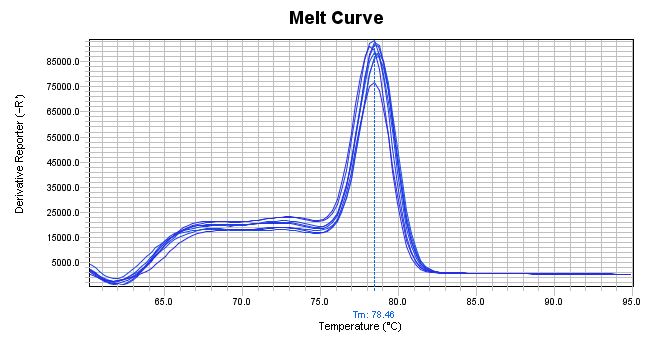 Melt Curve
Derivative Reporter (-R')
85000.0
75000.0
65000.0
55000.0
45000.0
35000.0
25000.0
15000.0
5000.0
65.0 70.0 75.0 80.0 85.0 90.0 95.0
Tm: 78.46
Temperature (°C)